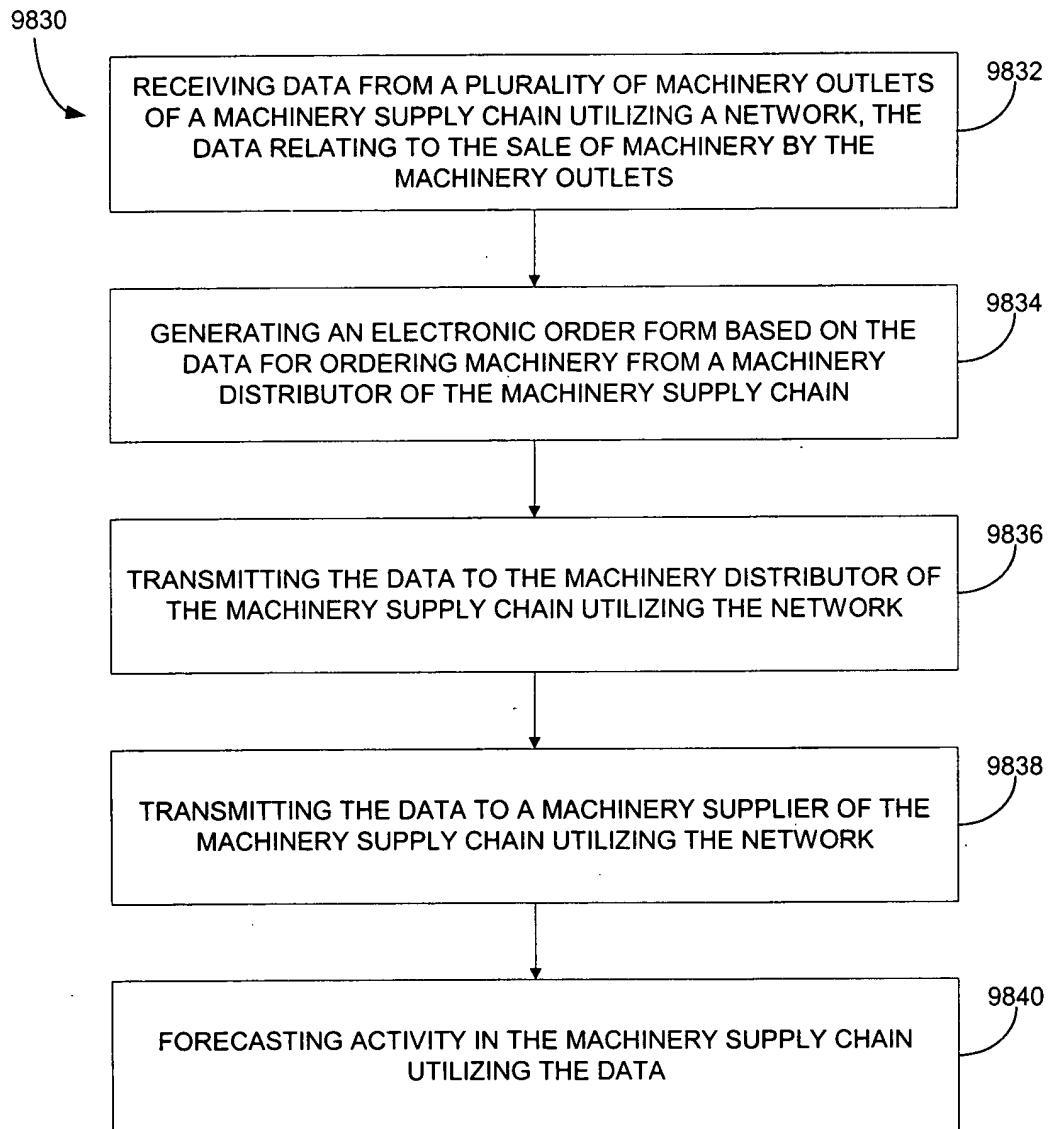 9830
9832
RECEIVING DATA FROM A PLURALITY OF MACHINERY OUTLETS
OF A MACHINERY SUPPLY CHAIN UTILIZING A NETWORK, THE
DATA RELATING TO THE SALE OF MACHINERY BY THE
MACHINERY OUTLETS
9834
GENERATING AN ELECTRONIC ORDER FORM BASED ON THE
DATA FOR ORDERING MACHINERY FROM A MACHINERY
DISTRIBUTOR OF THE MACHINERY SUPPLY CHAIN
9836
TRANSMITTING THE DATA TO THE MACHINERY DISTRIBUTOR OF
THE MACHINERY SUPPLY CHAIN UTILIZING THE NETWORK
9838
TRANSMITTING THE DATA TO A MACHINERY SUPPLIER OF THE
MACHINERY SUPPLY CHAIN UTILIZING THE NETWORK
9840
FORECASTING ACTIVITY IN THE MACHINERY SUPPLY CHAIN
UTILIZING THE DATA